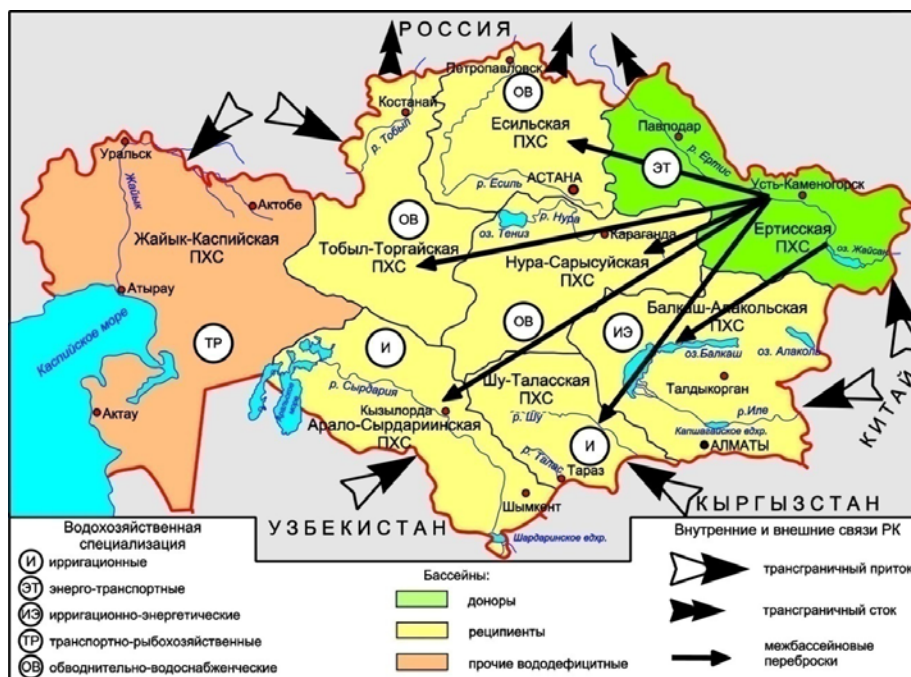 РОССИЯ
Петропавловск
ОВ
Костанай
р. Тобыл
Есильская
ПХС
Павлодар
р. Ертис
ЭТ
Уральск
Жайык
Актобе
АСТАНА
р. Есиль
Усть-Каменогорск
Ертисская
ПХС
оз. Жайсан
ОВ
р. Нура
оз. Тениз
Караганда
Жайык-Каспийская
ПХС
Тобыл-Торгайская
ПХС
Нура-Сарысуйская
ПХС
Атырау
Каспийское море
ТР
И
ОВ
ИЭ
Балкаш-Алакольская
ПХС
оз.Балкаш
оз. Алаколь
Талдыкорган
Актау
р. Сырдария
Кызылорда
Арало-Сырдариинская
ПХС
Шу-Таласская
ПХС
р. Шу
р. Талас
И
Тараз
р.Иле
Капшагайское вдхр.
АЛМАТЫ
КИТАЙ
Шымкент
Шардаринское вдхр.
УЗБЕКИСТАН
КЫРГЫЗСТАН
Водохозяйственная
специализация
И ирригационные
ЭТ энерго-транспортные
ИЭ ирригационно-энергетические
ТР транспортно-рыбохозяйственные
ОВ обводнительно-водоснабженческие
Бассейны:
доноры
реципиенты
прочие вододефицитные
Внутренние и внешние связи РК
трансграничный приток
трансграничный сток
межбассейновые
переброски